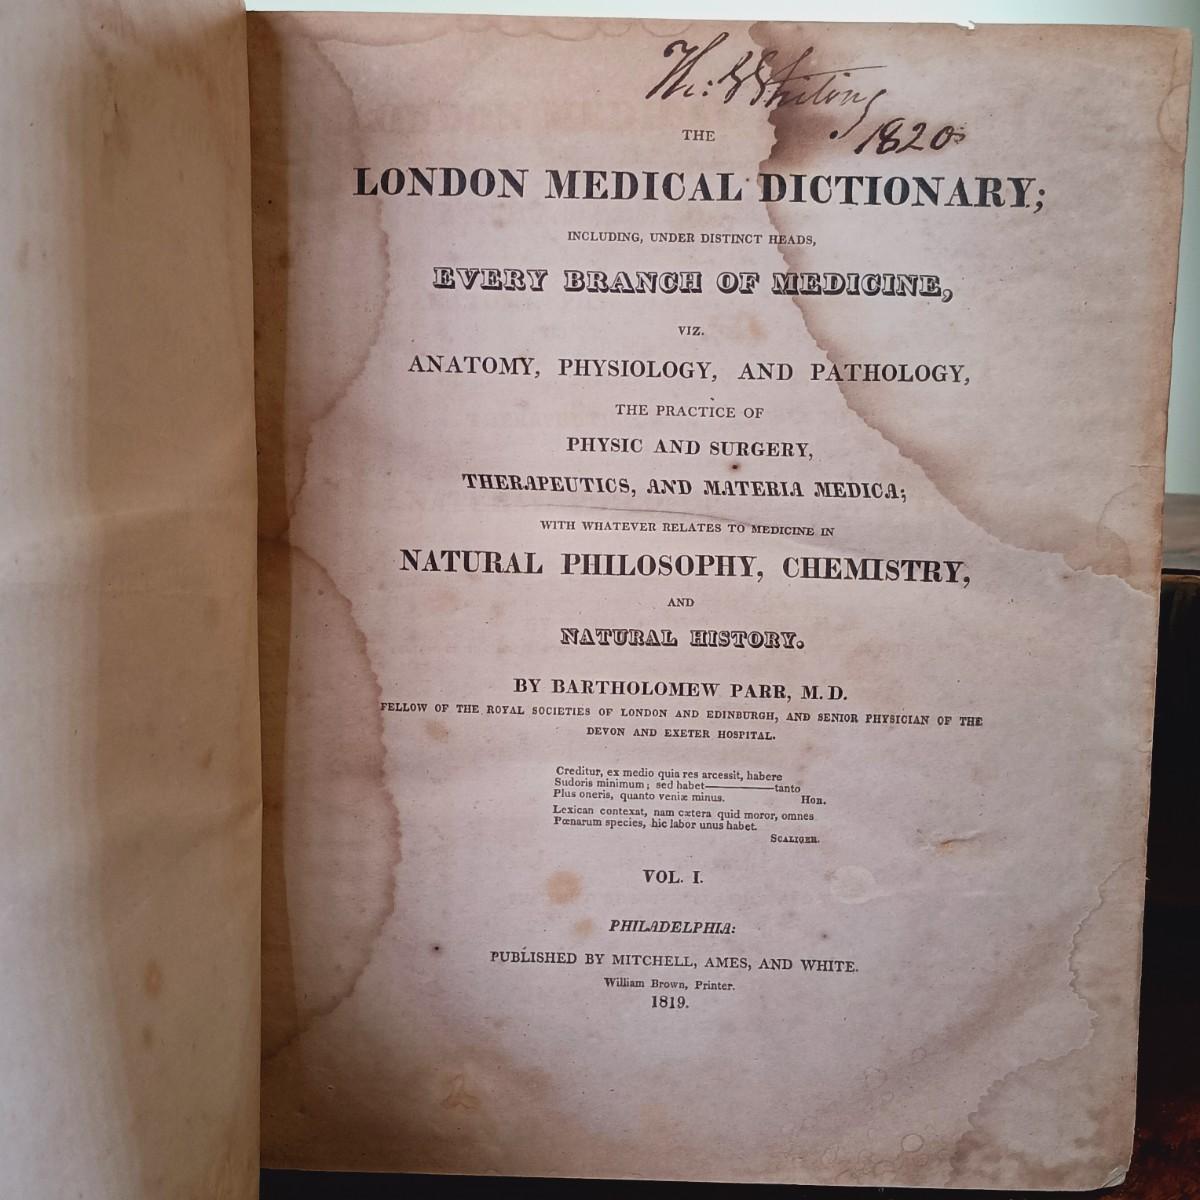 Whiting
1820
THE
LONDON MEDICAL DICTIONARY;
INCLUDING, UNDER DISTINCT HEADS,
EVERY BRANCH OF MEDICINE,
VIZ.
ANATOMY, PHYSIOLOGY, AND PATHOLOGY,
THE PRACTICE OF
PHYSIC AND SURGERY,
THERAPEUTICS, AND MATERIA MEDICA;
WITH WHATEVER RELATES TO MEDICINE IN
NATURAL PHILOSOPHY, CHEMISTRY,
AND
NATURAL HISTORY.
BY BARTHOLOMEW PARR, M.D.
FELLOW OF THE ROYAL SOCIETIES OF LONDON AND EDINBURGH, AND SENIOR PHYSICIAN OF THE
DEVON AND EXETER HOSPITAL.
Creditur, ex medio quia res arcessit, habere
Sudoris minimum; sed habet————tanto
Plus oneris, quanto veniæ minus. Hor.
Lexican contexat, nam cætera quid moror, omnes
Pœnarum species, hic labor unus habet.
SCALIGER.
VOL. I.
PHILADELPHIA:
PUBLISHED BY MITCHELL, AMES, AND WHITE.
William Brown, Printer.
1819.